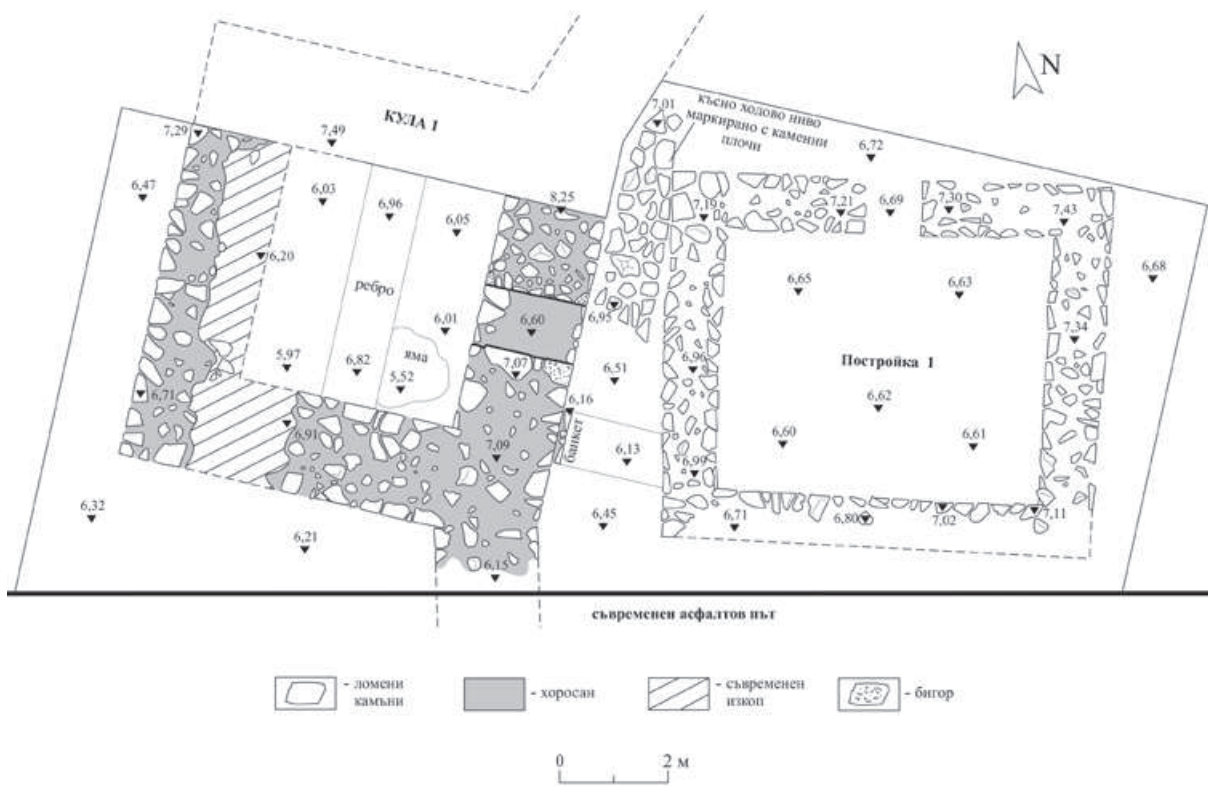 N
КУЛА 1
7,01
късно ходово ниво
маркирано с каменни
плочи
7,29
7,49
6,72
6,47
6,03
6,96
6,05
8,25
7,19
7,21
6,69
7,30
7,43
6,20
ребро
6,65
6,63
6,68
6,01
6,60
6,95
7,34
5,97
6,82
яма
5,52
7,07
6,51
6,96
Постройка 1
6,71
6,16
6,62
6,91
7,09
банкет
6,13
6,99
6,60
6,61
6,32
6,21
6,45
6,71
6,80
7,02
7,11
6,15
съвременен асфалтов път
- ломени
камъни
- хоросан
- съвременен
изкоп
- бигор
0 2 м